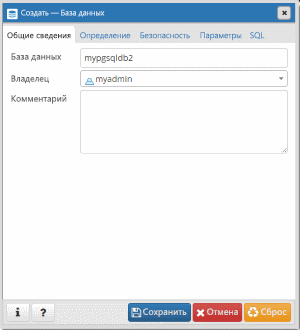 Создать — База данных
Общие сведения Определение Безопасность Параметры SQL
База данных mypgsqldb2
Владелец myadmin
Комментарий
i ? Сохранить Отмена Сброс